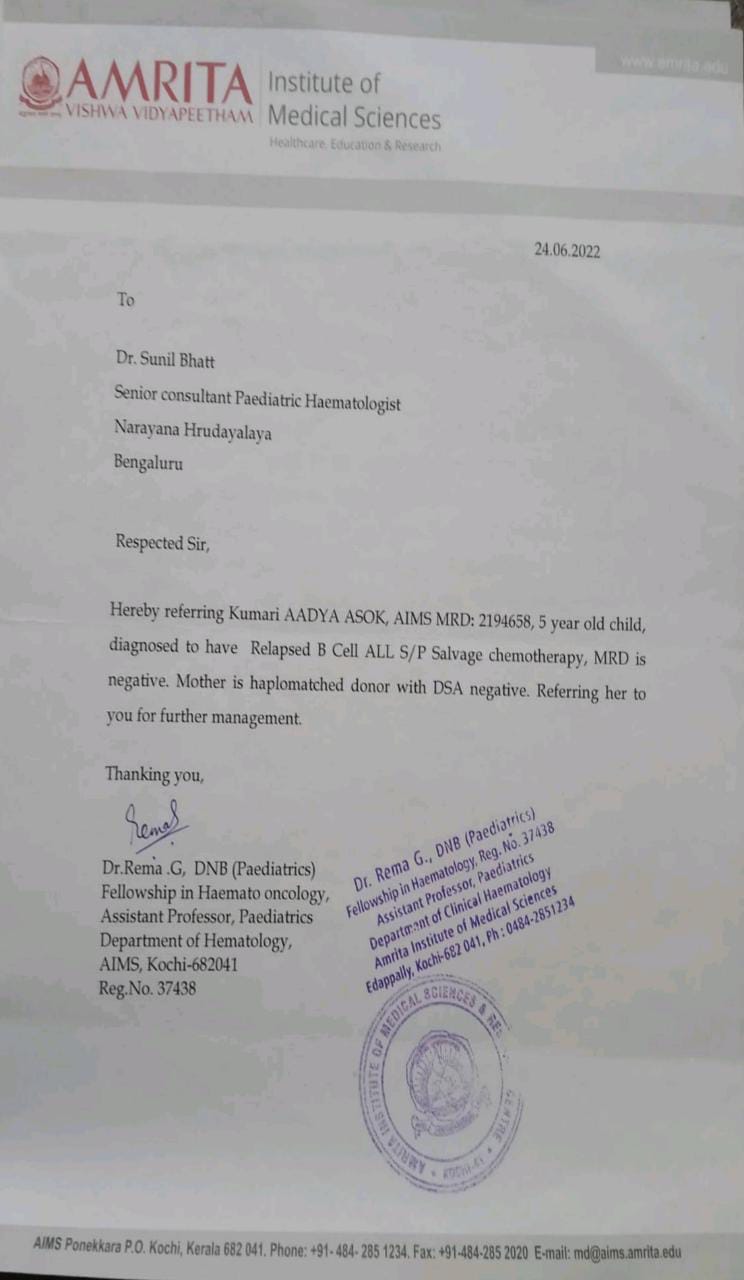 AMRITA
VISHWA VIDYAPEETHAM
Institute of
Medical Sciences
Healthcare, Education & Research
www.amrita.edu
24.06.2022
To
Dr. Sunil Bhatt
Senior consultant Paediatric Haematologist
Narayana Hrudayalaya
Bengaluru
Respected Sir,
Hereby referring Kumari AADYA ASOK, AIMS MRD: 2194658, 5 year old child,
diagnosed to have Relapsed B Cell ALL S/P Salvage chemotherapy, MRD is
negative. Mother is haplomatched donor with DSA negative. Referring her to
you for further management.
Thanking you,
Dr.Rema .G, DNB (Paediatrics)
Fellowship in Haemato oncology,
Assistant Professor, Paediatrics
Department of Hematology,
AIMS, Kochi-682041
Reg.No. 37438
Dr. Rema G., DNB (Paediatrics)
Fellowship in Haematology, Reg. No. 37438
Assistant Professor, Paediatrics
Department of Clinical Haematology
Amrita Institute of Medical Sciences
Edappally, Kochi-682 041, Ph : 0484-2851234
AMRITA INSTITUTE OF MEDICAL SCIENCES &
AIMS Ponekkara P.O. Kochi, Kerala 682 041. Phone: +91- 484- 285 1234. Fax: +91-484-285 2020 E-mail: md@aims.amrita.edu